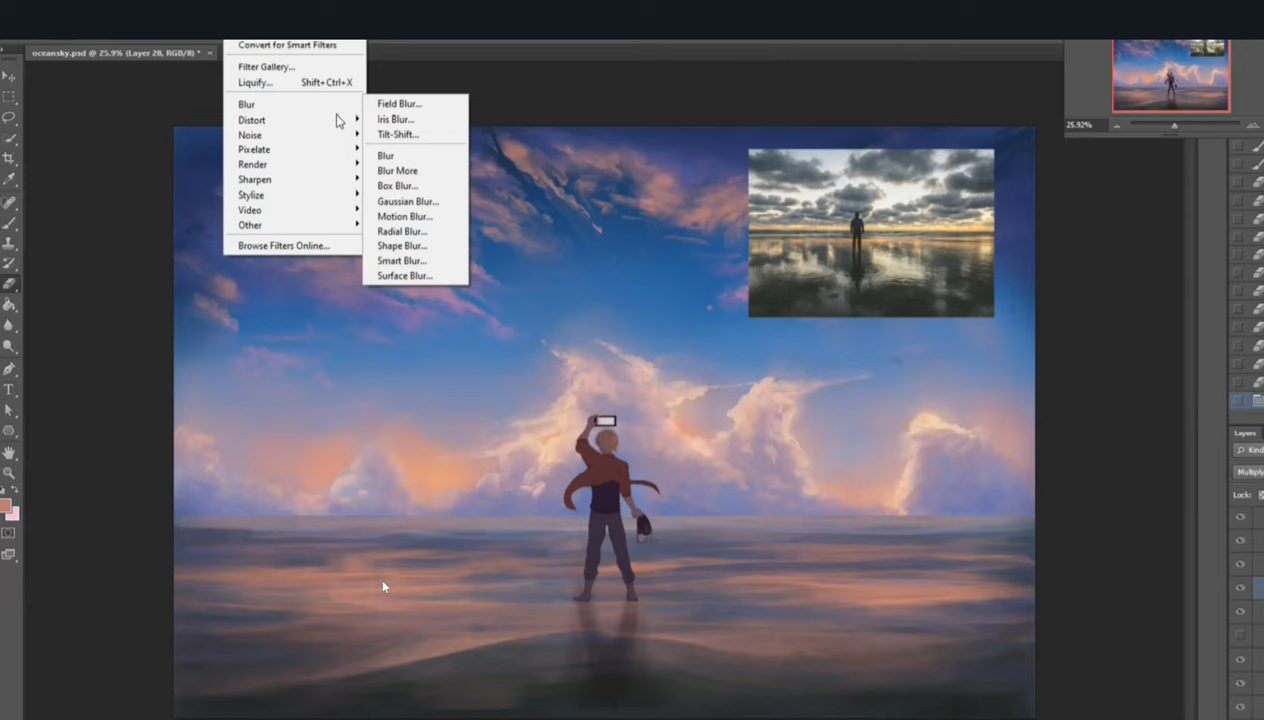 oceansky.psd @ 25.9% (Layer 28, RGB/8) * ×
Convert for Smart Filters
Filter Gallery...
Liquify... Shift+Ctrl+X
Blur
Distort
Noise
Pixelate
Render
Sharpen
Stylize
Video
Other
Browse Filters Online...
Field Blur...
Iris Blur...
Tilt-Shift...
Blur
Blur More
Box Blur...
Gaussian Blur...
Motion Blur...
Radial Blur...
Shape Blur...
Smart Blur...
Surface Blur...
25.92%
Layers
Kind
Multiply
Lock: